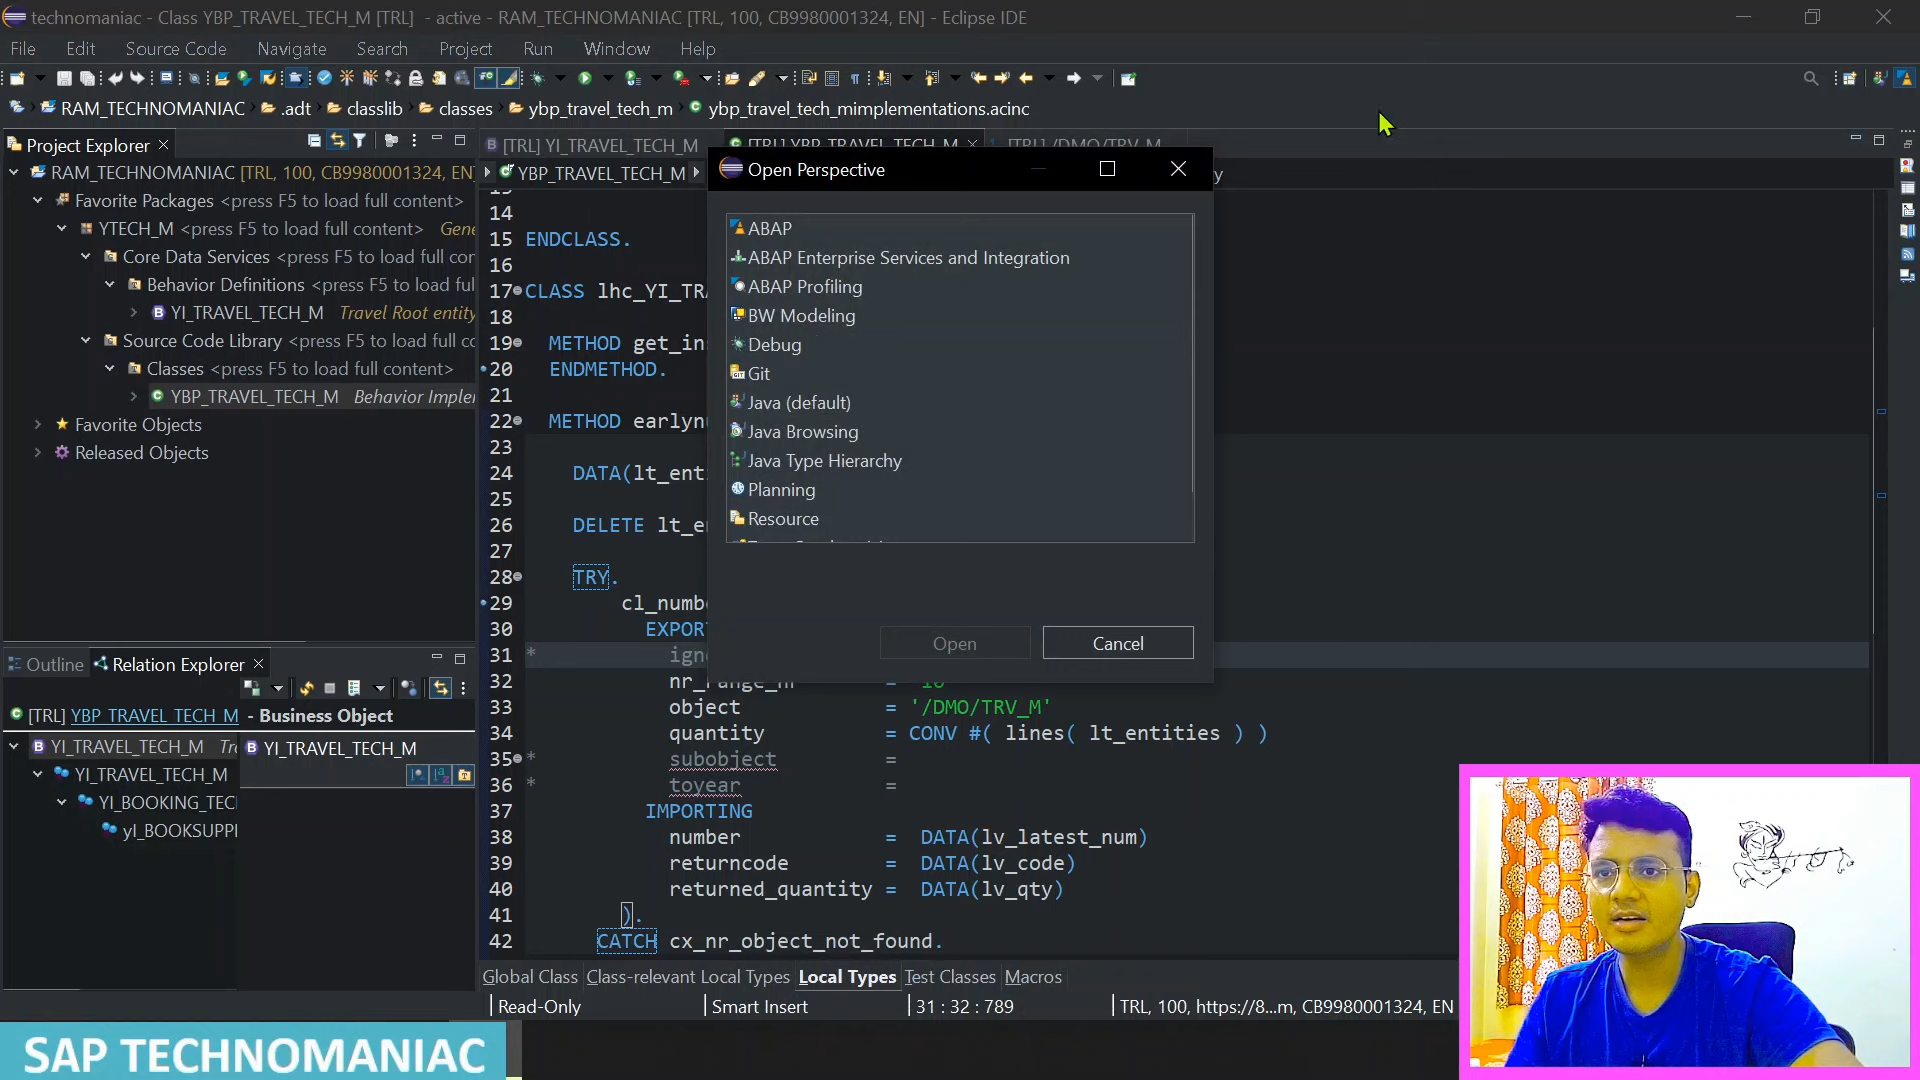 technomaniac - Class YBP_TRAVEL_TECH_M [TRL] - active - RAM_TECHNOMANIAC [TRL, 100, CB9980001324, EN] - Eclipse IDE
File Edit Source Code Navigate Search Project Run Window Help
RAM_TECHNOMANIAC .adt classlib classes ybp_travel_tech_m ybp_travel_tech_mimplementations.acinc
Project Explorer
RAM_TECHNOMANIAC [TRL, 100, CB9980001324, EN]
Favorite Packages <press F5 to load full content>
YTECH_M <press F5 to load full content> Gene
Core Data Services <press F5 to load full con
Behavior Definitions <press F5 to load ful
YI_TRAVEL_TECH_M Travel Root entity
Source Code Library <press F5 to load full cc
Classes <press F5 to load full content>
YBP_TRAVEL_TECH_M Behavior Impler
Favorite Objects
Released Objects
Outline Relation Explorer
[TRL] YBP_TRAVEL_TECH_M - Business Object
YI_TRAVEL_TECH_M
YI_TRAVEL_TECH_M
YI_BOOKING_TECH
yI_BOOKSUPPI
YI_TRAVEL_TECH_M
[TRL] YI_TRAVEL_TECH_M [TRL] YBP_TRAVEL_TECH_M [TRL] /DMO/TRV_M
YBP_TRAVEL_TECH_M
14
15 ENDCLASS.
16
17 CLASS lhc_YI_TRA
18
19 METHOD get_in
20 ENDMETHOD.
21
22 METHOD earlyn
23
24 DATA(lt_ent
25
26 DELETE lt_e
27
28 TRY.
29 cl_numb
30 EXPOR
31 * ign
32 nr_range_nr = '10'
33 object = '/DMO/TRV_M'
34 quantity = CONV #( lines( lt_entities ) )
35 * subobject =
36 * toyear =
37 IMPORTING
38 number = DATA(lv_latest_num)
39 returncode = DATA(lv_code)
40 returned_quantity = DATA(lv_qty)
41 ).
42 CATCH cx_nr_object_not_found.
Open Perspective
ABAP
ABAP Enterprise Services and Integration
ABAP Profiling
BW Modeling
Debug
Git
Java (default)
Java Browsing
Java Type Hierarchy
Planning
Resource
Open Cancel
Global Class Class-relevant Local Types Local Types Test Classes Macros
Read-Only Smart Insert 31 : 32 : 789 TRL, 100, https://8...m, CB9980001324, EN
SAP TECHNOMANIAC